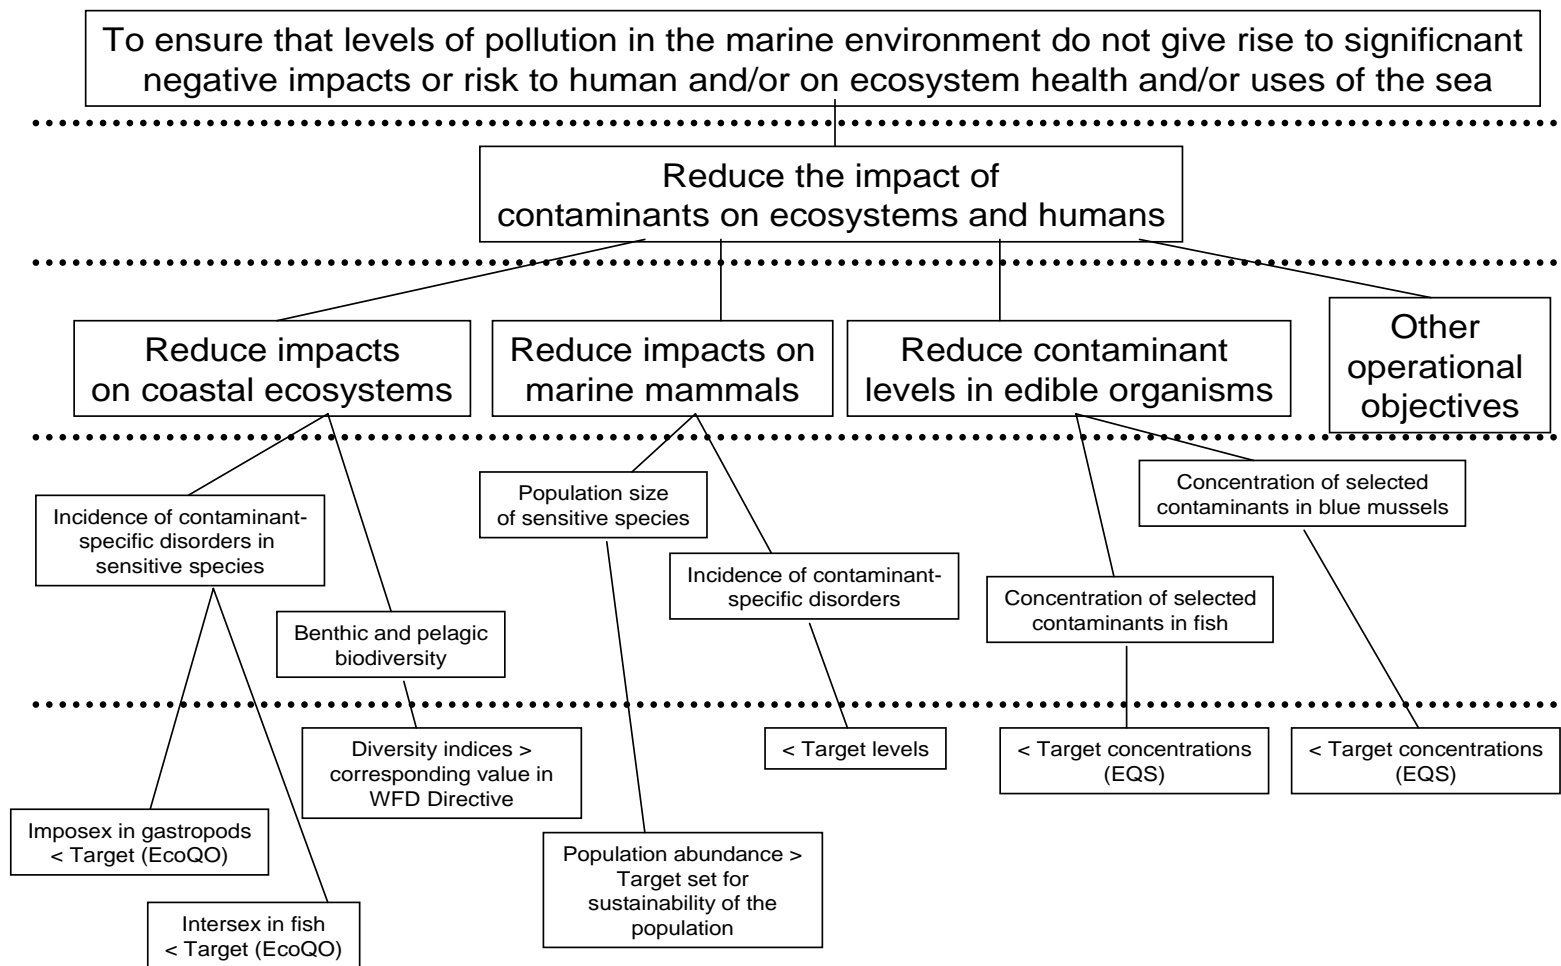 To ensure that levels of pollution in the marine environment do not give rise to significnant
negative impacts or risk to human and/or on ecosystem health and/or uses of the sea
Reduce the impact of
contaminants on ecosystems and humans
Reduce impacts
on coastal ecosystems
Reduce impacts on
marine mammals
Reduce contaminant
levels in edible organisms
Other
operational
objectives
Incidence of contaminant-
specific disorders in
sensitive species
Benthic and pelagic
biodiversity
Population size
of sensitive species
Incidence of contaminant-
specific disorders
Concentration of selected
contaminants in fish
Concentration of selected
contaminants in blue mussels
Imposex in gastropods
< Target (EcoQO)
Intersex in fish
< Target (EcoQO)
Diversity indices >
corresponding value in
WFD Directive
Population abundance >
Target set for
sustainability of the
population
< Target levels
< Target concentrations
(EQS)
< Target concentrations
(EQS)